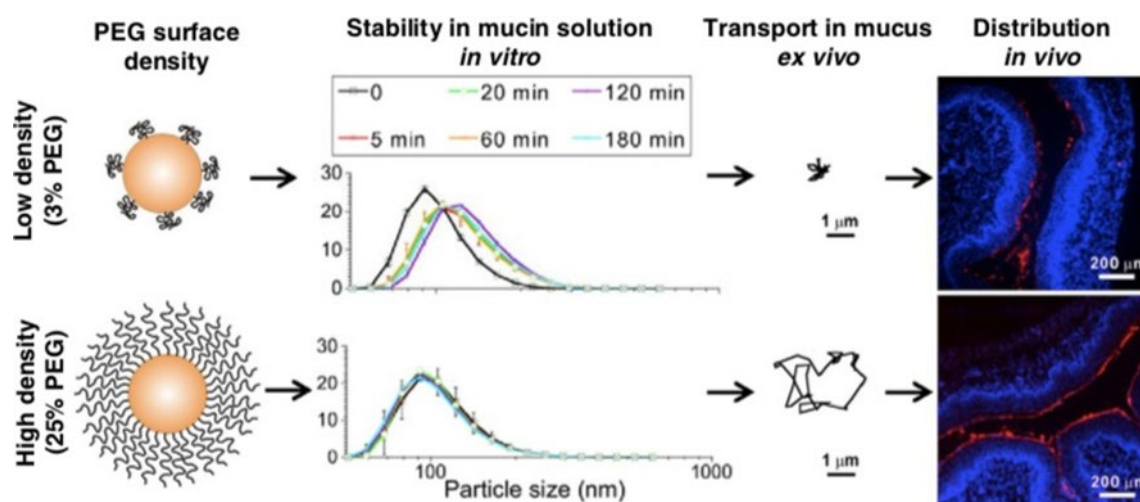 PEG surface
density
Stability in mucin solution
in vitro
Transport in mucus
ex vivo
Distribution
in vivo
0 20 min 120 min
5 min 60 min 180 min
Low density
(3% PEG)
30
20
10
0
1 μm
200 μm
High density
(25% PEG)
30
20
10
0
100 1000
Particle size (nm)
1 μm
200 μm